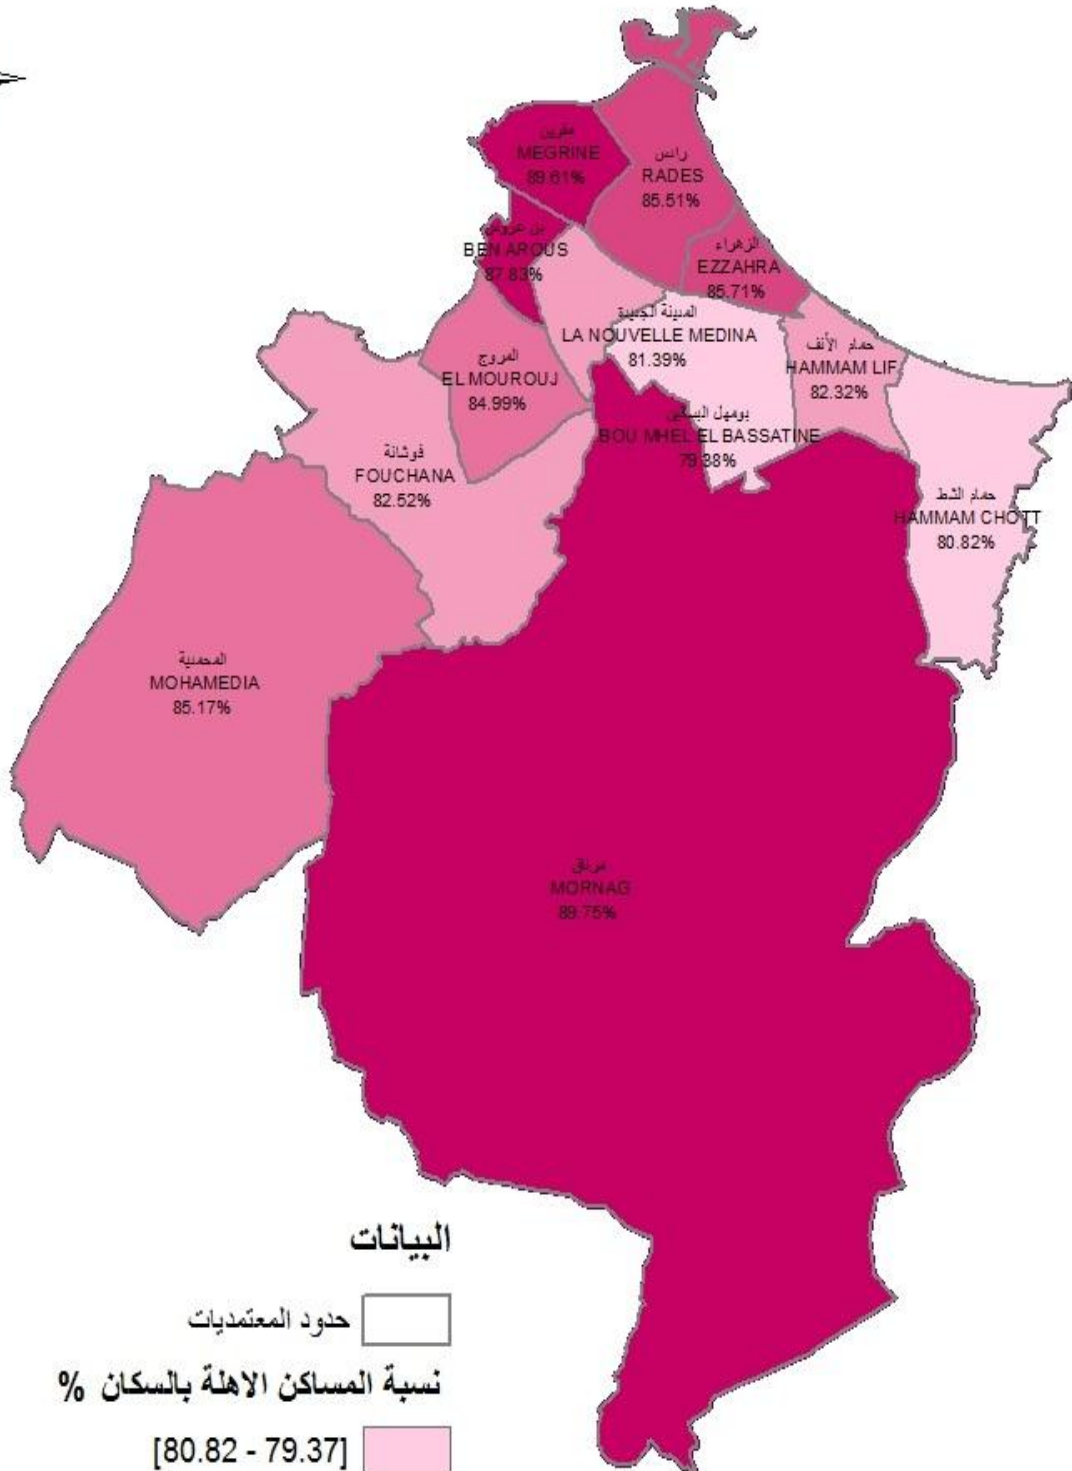 مقرين
MEGRINE
89.61%
رادس
RADES
85.51%
بن عروس
BEN AROUS
87.83%
الزهراء
EZZAHRA
85.71%
المدينة الجديدة
LA NOUVELLE MEDINA
81.39%
حمام الأنف
HAMMAM LIF
82.32%
المروج
EL MOUROUJ
84.99%
بومهل البساتين
BOU MHEL EL BASSATINE
79.38%
فوشانة
FOUCHANA
82.52%
حمام الشط
HAMMAM CHOTT
80.82%
المحمدية
MOHAMEDIA
85.17%
مرناق
MORNAG
89.75%
البيانات
حدود المعتمديات
نسبة المساكن الاهلة بالسكان %
[80.82 - 79.37]